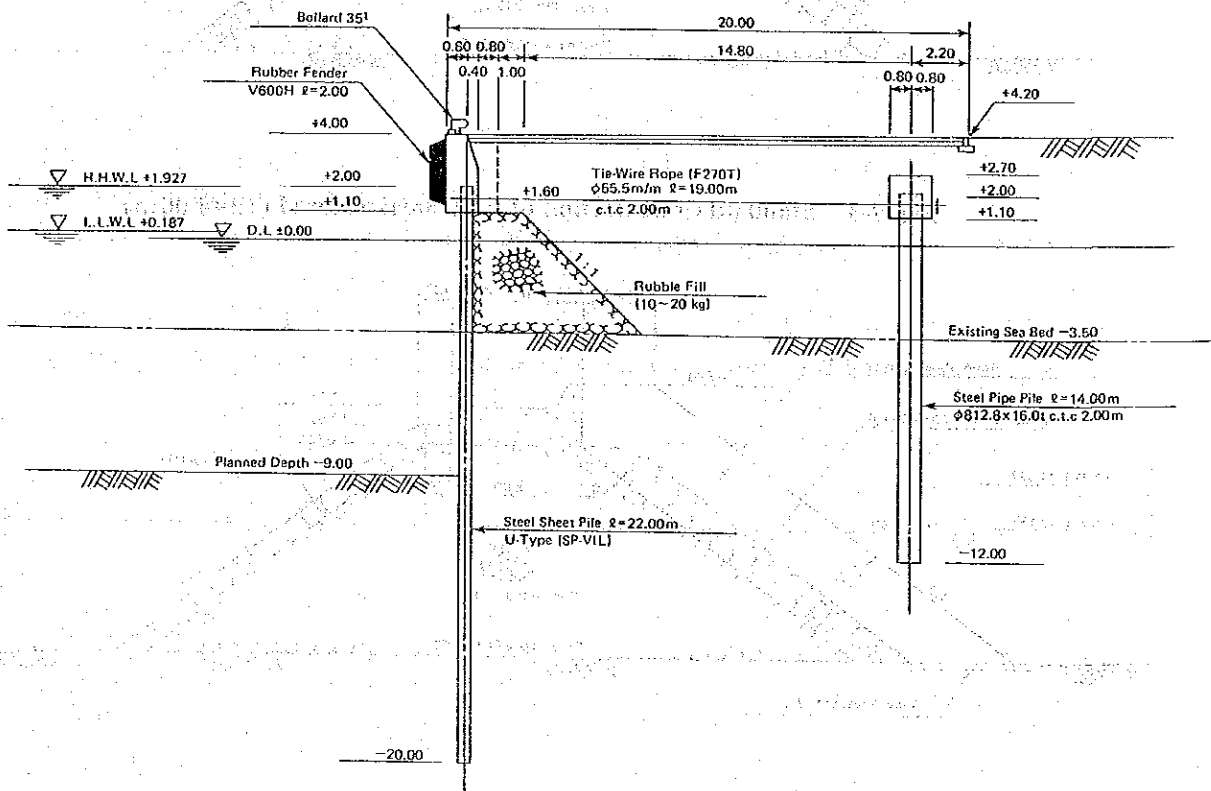 Bollard 35t
20.00
14.80
2.20
0.60 0.80
0.40 1.00
0.80 0.80
Rubber Fender
V600H ℓ=2.00
+4.20
+4.00
H.H.W.L +1.927
+2.00
+1.10
+1.60
Tie-Wire Rope (F270T)
φ65.5m/m ℓ=19.00m
c.t.c 2.00m
+2.70
+2.00
+1.10
L.L.W.L +0.187
D.L ±0.00
1:1
Rubble Fill
(10~20 kg)
Existing Sea Bed −3.50
Steel Pipe Pile ℓ=14.00m
φ812.8×16.0t c.t.c 2.00m
Planned Depth −9.00
Steel Sheet Pile ℓ=22.00m
U-Type (SP-VIL)
−12.00
−20.00